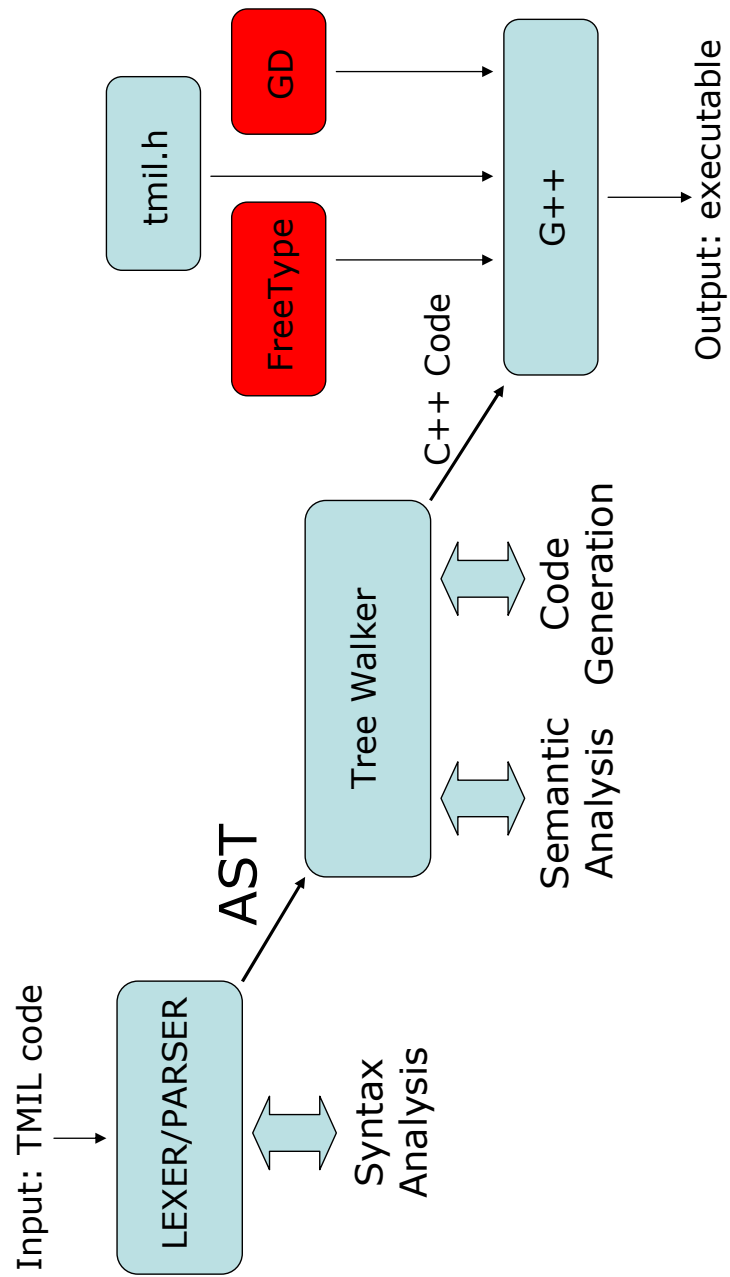 Input: TMIL code
LEXER/PARSER
Syntax
Analysis
AST
Tree Walker
Semantic
Analysis
Code
Generation
C++ Code
FreeType
tmil.h
GD
G++
Output: executable